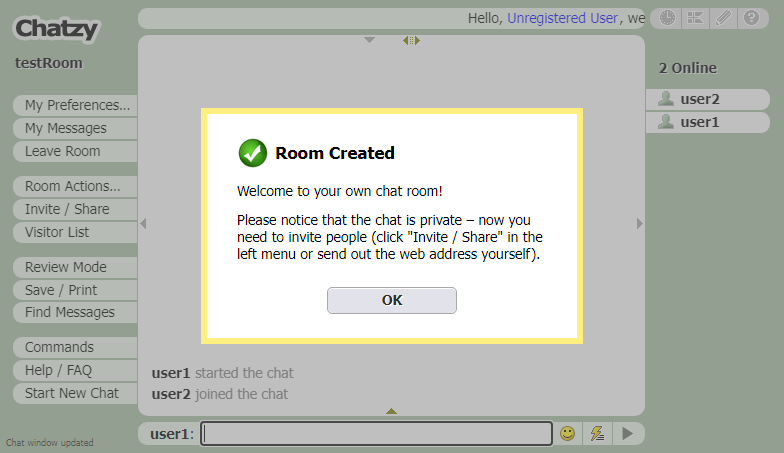 Chatzy
testRoom
My Preferences...
My Messages
Leave Room
Room Actions...
Invite / Share
Visitor List
Review Mode
Save / Print
Find Messages
Commands
Help / FAQ
Start New Chat
Chat window updated
Hello, Unregistered User, we
Room Created
Welcome to your own chat room!
Please notice that the chat is private – now you
need to invite people (click "Invite / Share" in the
left menu or send out the web address yourself).
OK
user1 started the chat
user2 joined the chat
user1:
2 Online
user2
user1